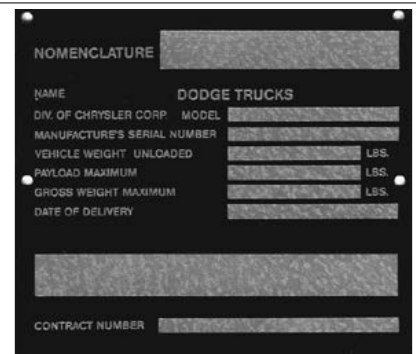 NOMENCLATURE
NAME DODGE TRUCKS
DIV. OF CHRYSLER CORP. MODEL
MANUFACTURE'S SERIAL NUMBER
VEHICLE WEIGHT UNLOADED LBS.
PAYLOAD MAXIMUM LBS.
GROSS WEIGHT MAXIMUM LBS.
DATE OF DELIVERY
CONTRACT NUMBER